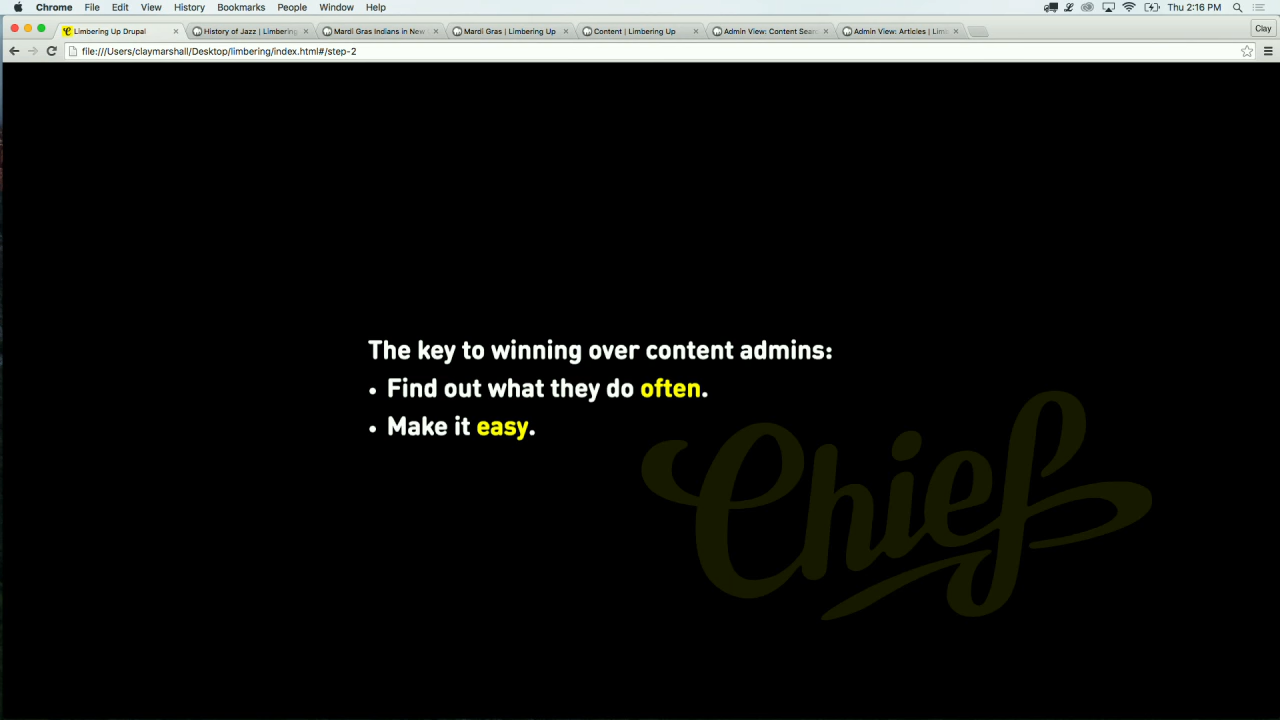 Chrome File Edit View History Bookmarks People Window Help Thu 2:16 PM
Limbering Up Drupal
History of Jazz | Limbering
Mardi Gras Indians in New
Mardi Gras | Limbering Up
Content | Limbering Up
Admin View: Content Sear
Admin View: Articles | Lim
Clay
file:///Users/claymarshall/Desktop/limbering/index.html#/step-2
The key to winning over content admins:
• Find out what they do often.
• Make it easy.
Chief